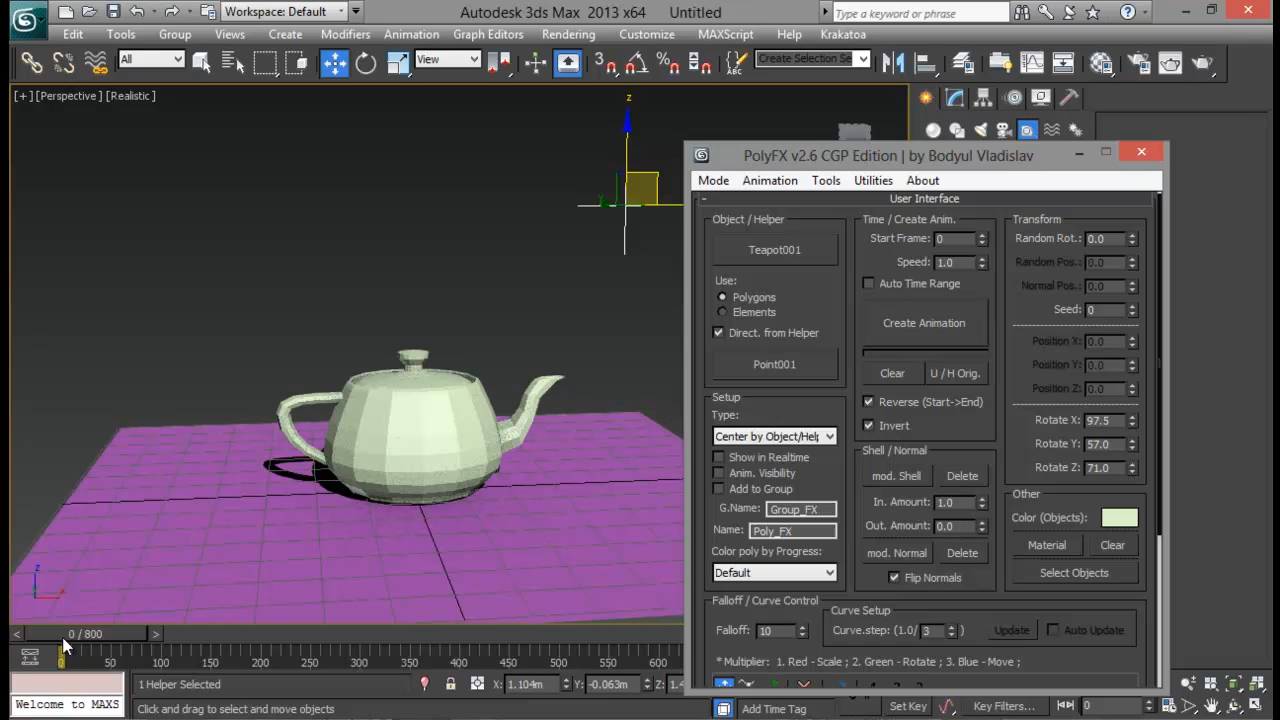 Workspace: Default
Autodesk 3ds Max 2013 x64 Untitled
Type a keyword or phrase
Edit Tools Group Views Create Modifiers Animation Graph Editors Rendering Customize MAXScript Help Krakatoa
All
View
Create Selection Se
[+] [Perspective] [Realistic]
z
PolyFX v2.6 CGP Edition | by Bodyul Vladislav
Mode Animation Tools Utilities About
User Interface
Object / Helper
Teapot001
Use:
Polygons
Elements
Direct. from Helper
Point001
Setup
Type:
Center by Object/Help
Show in Realtime
Anim. Visibility
Add to Group
G.Name: Group_FX
Name: Poly_FX
Color poly by Progress:
Default
Time / Create Anim.
Start Frame: 0
Speed: 1.0
Auto Time Range
Create Animation
Clear U / H Orig.
Reverse (Start->End)
Invert
Shell / Normal
mod. Shell Delete
In. Amount: 1.0
Out. Amount: 0.0
mod. Normal Delete
Flip Normals
Transform
Random Rot.: 0.0
Random Pos.: 0.0
Normal Pos.: 0.0
Seed: 0
Position X: 0.0
Position Y: 0.0
Position Z: 0.0
Rotate X: 97.5
Rotate Y: 57.0
Rotate Z: 71.0
Other
Color (Objects):
Material Clear
Select Objects
Falloff / Curve Control
Falloff: 10
Curve Setup
Curve.step: (1.0/ 3 )
Update
Auto Update
* Multiplier: 1. Red - Scale ; 2. Green - Rotate ; 3. Blue - Move ;
z
x
< 0 / 800 >
0 50 100 150 200 250 300 350 400 450 500 550 600
1 Helper Selected
X: 1.104m Y: -0.063m Z:
Welcome to MAXS
Click and drag to select and move objects
Add Time Tag
Set Key
Key Filters...
0